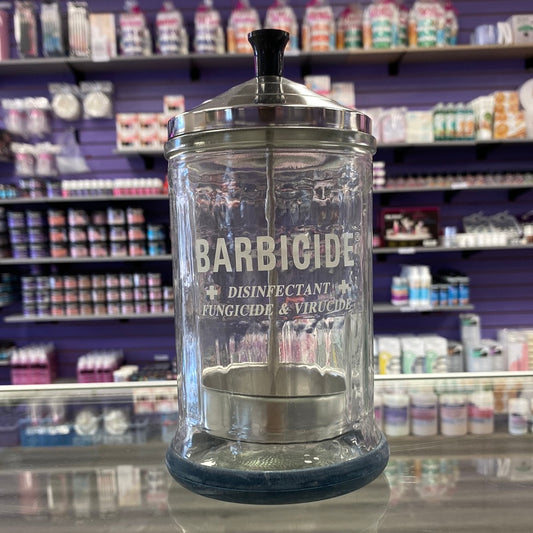 BARBICIDE®
DISINFECTANT
FUNGICIDE & VIRUCIDE